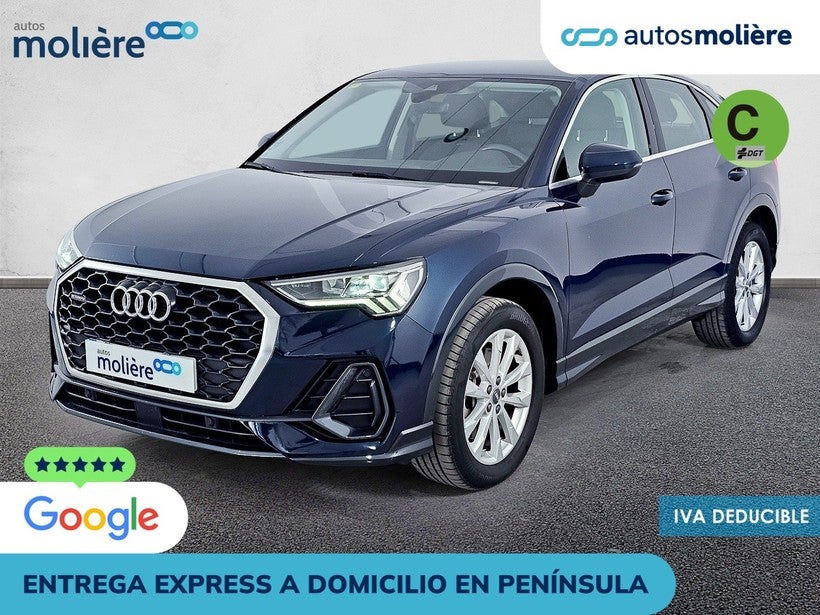 autos
molière
autosmolière
C
DGT
autos
molière
Google
IVA DEDUCIBLE
ENTREGA EXPRESS A DOMICILIO EN PENÍNSULA